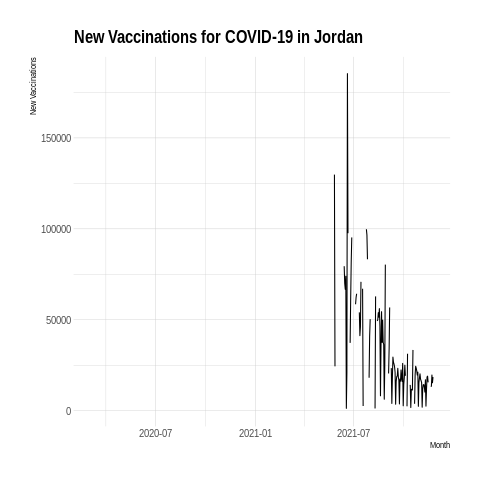 New Vaccinations for COVID-19 in Jordan
New Vaccinations
150000
100000
50000
0
2020-07
2021-01
2021-07
Month